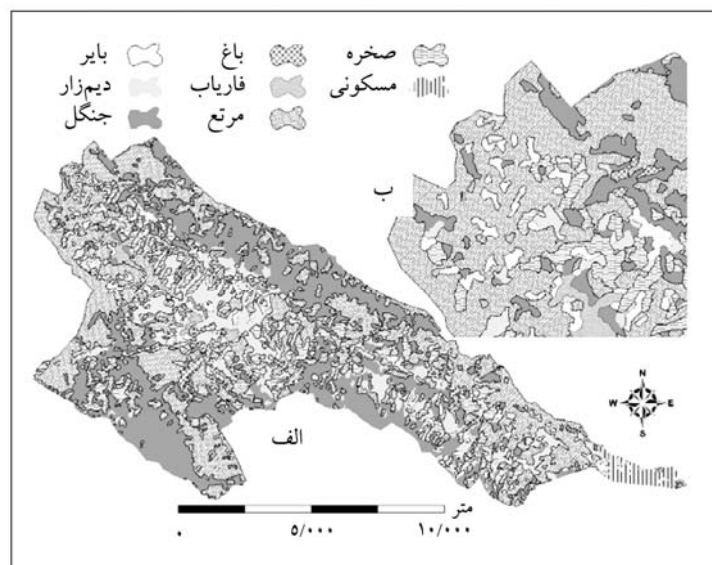 صخره باغ بایر
مسکونی فاریاب دیم‌زار
مرتع جنگل
ب
N
W E
S
الف
متر
۰ ۵/۰۰۰ ۱۰/۰۰۰